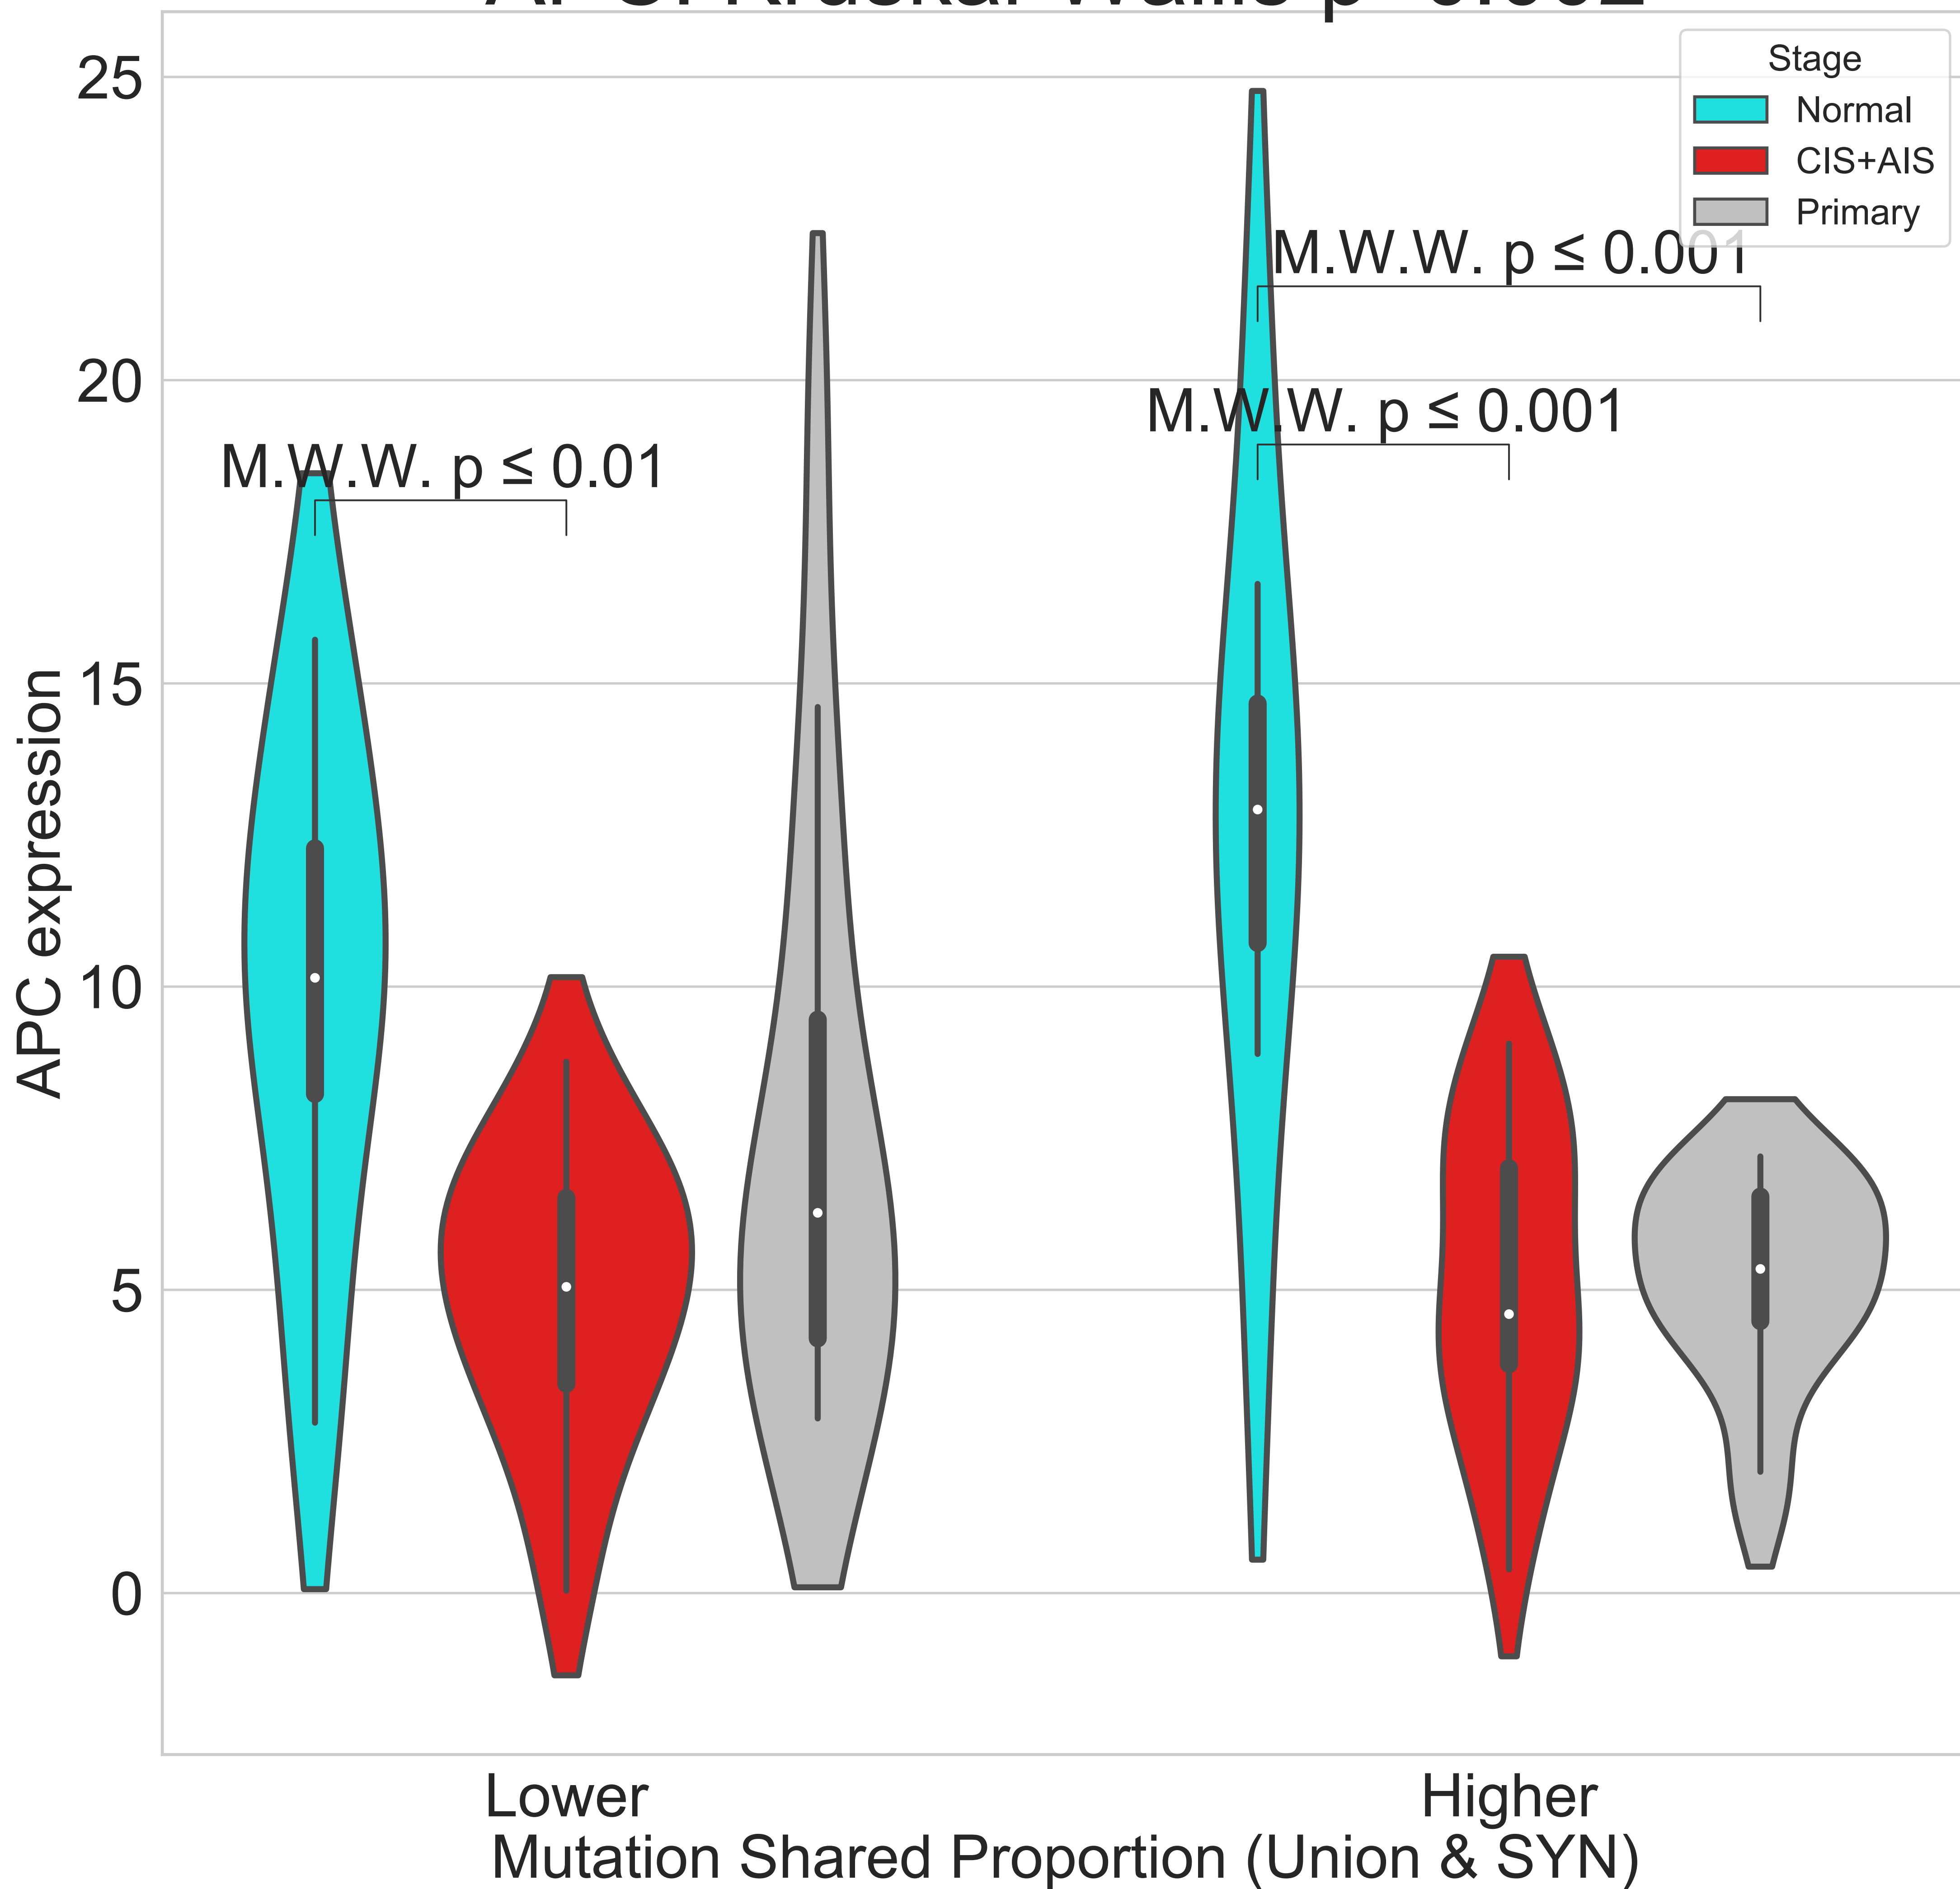 25
20
15
10
5
0
APC expression
Stage
Normal
CIS+AIS
Primary
M.W.W. p ≤ 0.001
M.W.W. p ≤ 0.001
M.W.W. p ≤ 0.01
Lower
Higher
Mutation Shared Proportion (Union & SYN)